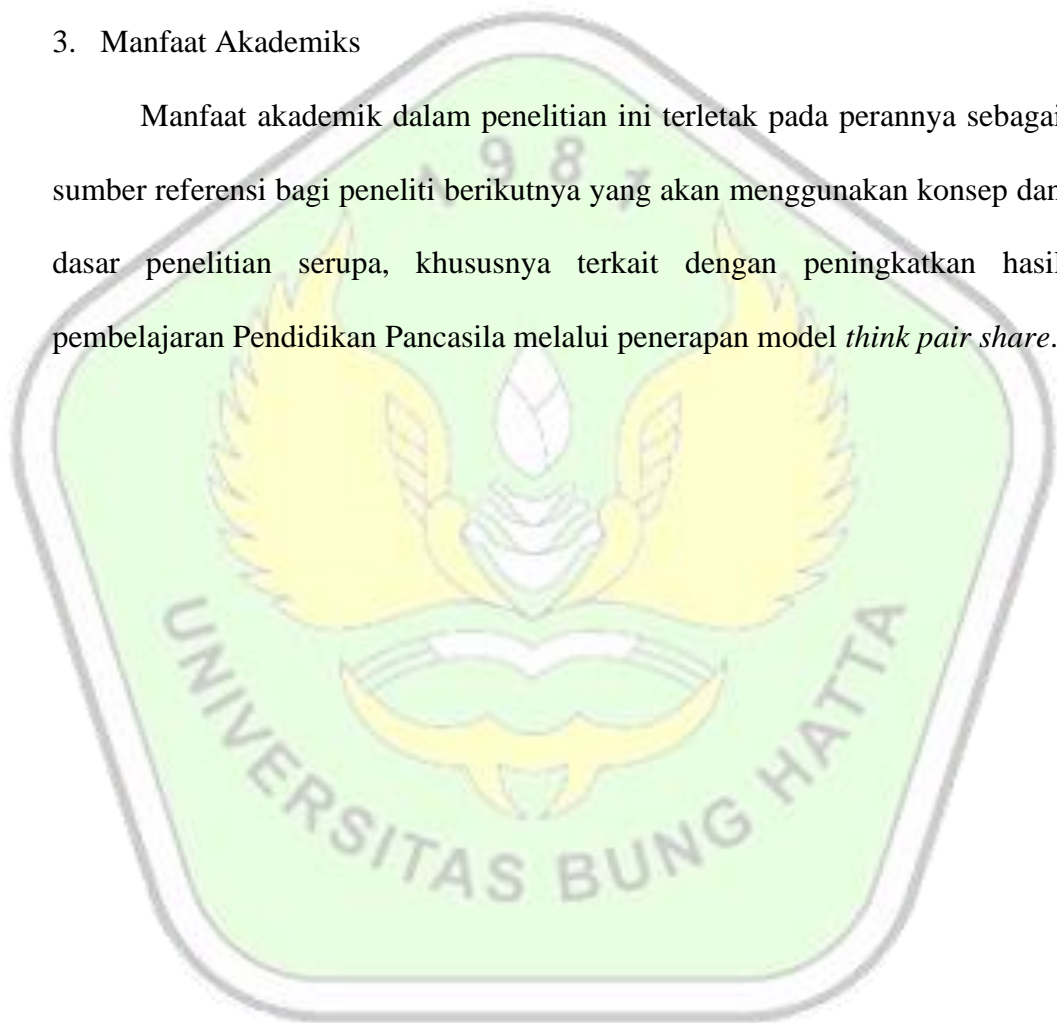 3. Manfaat Akademiks
Manfaat akademik dalam penelitian ini terletak pada perannya sebagai
1981
sumber referensi bagi peneliti berikutnya yang akan menggunakan konsep dan
dasar penelitian serupa, khususnya terkait dengan peningkatkan hasil
pembelajaran Pendidikan Pancasila melalui penerapan model think pair share.
UNIVERSITAS BUNG HATTA